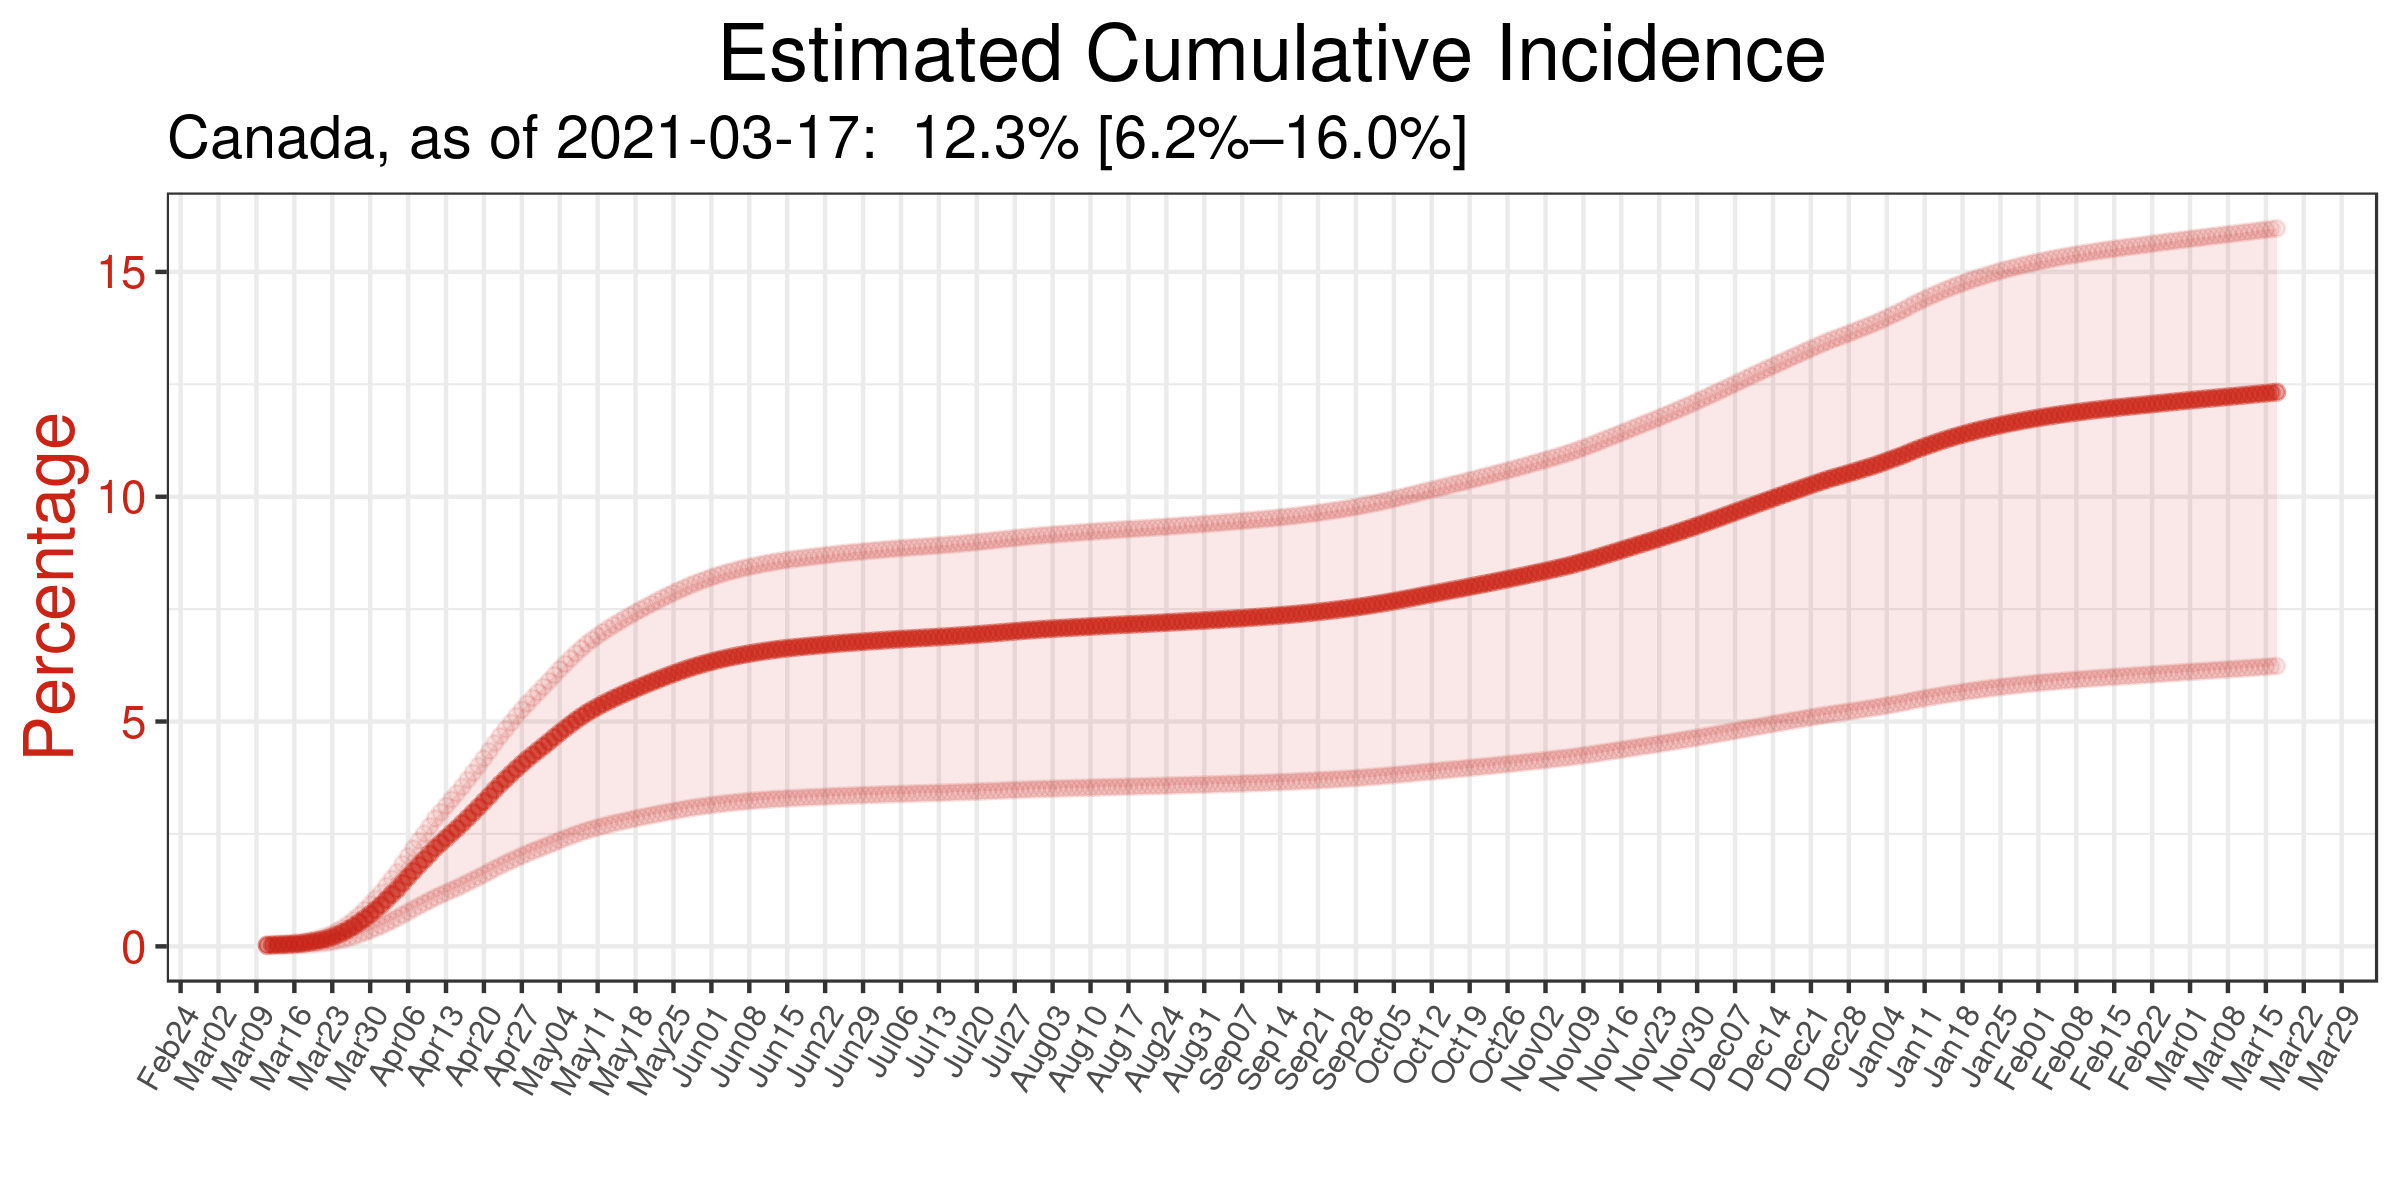 Estimated Cumulative Incidence
Canada, as of 2021-03-17:  12.3% [6.2%–16.0%]
Percentage
15
10
5
0
Feb24 Mar02 Mar09 Mar16 Mar23 Mar30 Apr06 Apr13 Apr20 Apr27 May04 May11 May18 May25 Jun01 Jun08 Jun15 Jun22 Jun29 Jul06 Jul13 Jul20 Jul27 Aug03 Aug10 Aug17 Aug24 Aug31 Sep07 Sep14 Sep21 Sep28 Oct05 Oct12 Oct19 Oct26 Nov02 Nov09 Nov16 Nov23 Nov30 Dec07 Dec14 Dec21 Dec28 Jan04 Jan11 Jan18 Jan25 Feb01 Feb08 Feb15 Feb22 Mar01 Mar08 Mar15 Mar22 Mar29